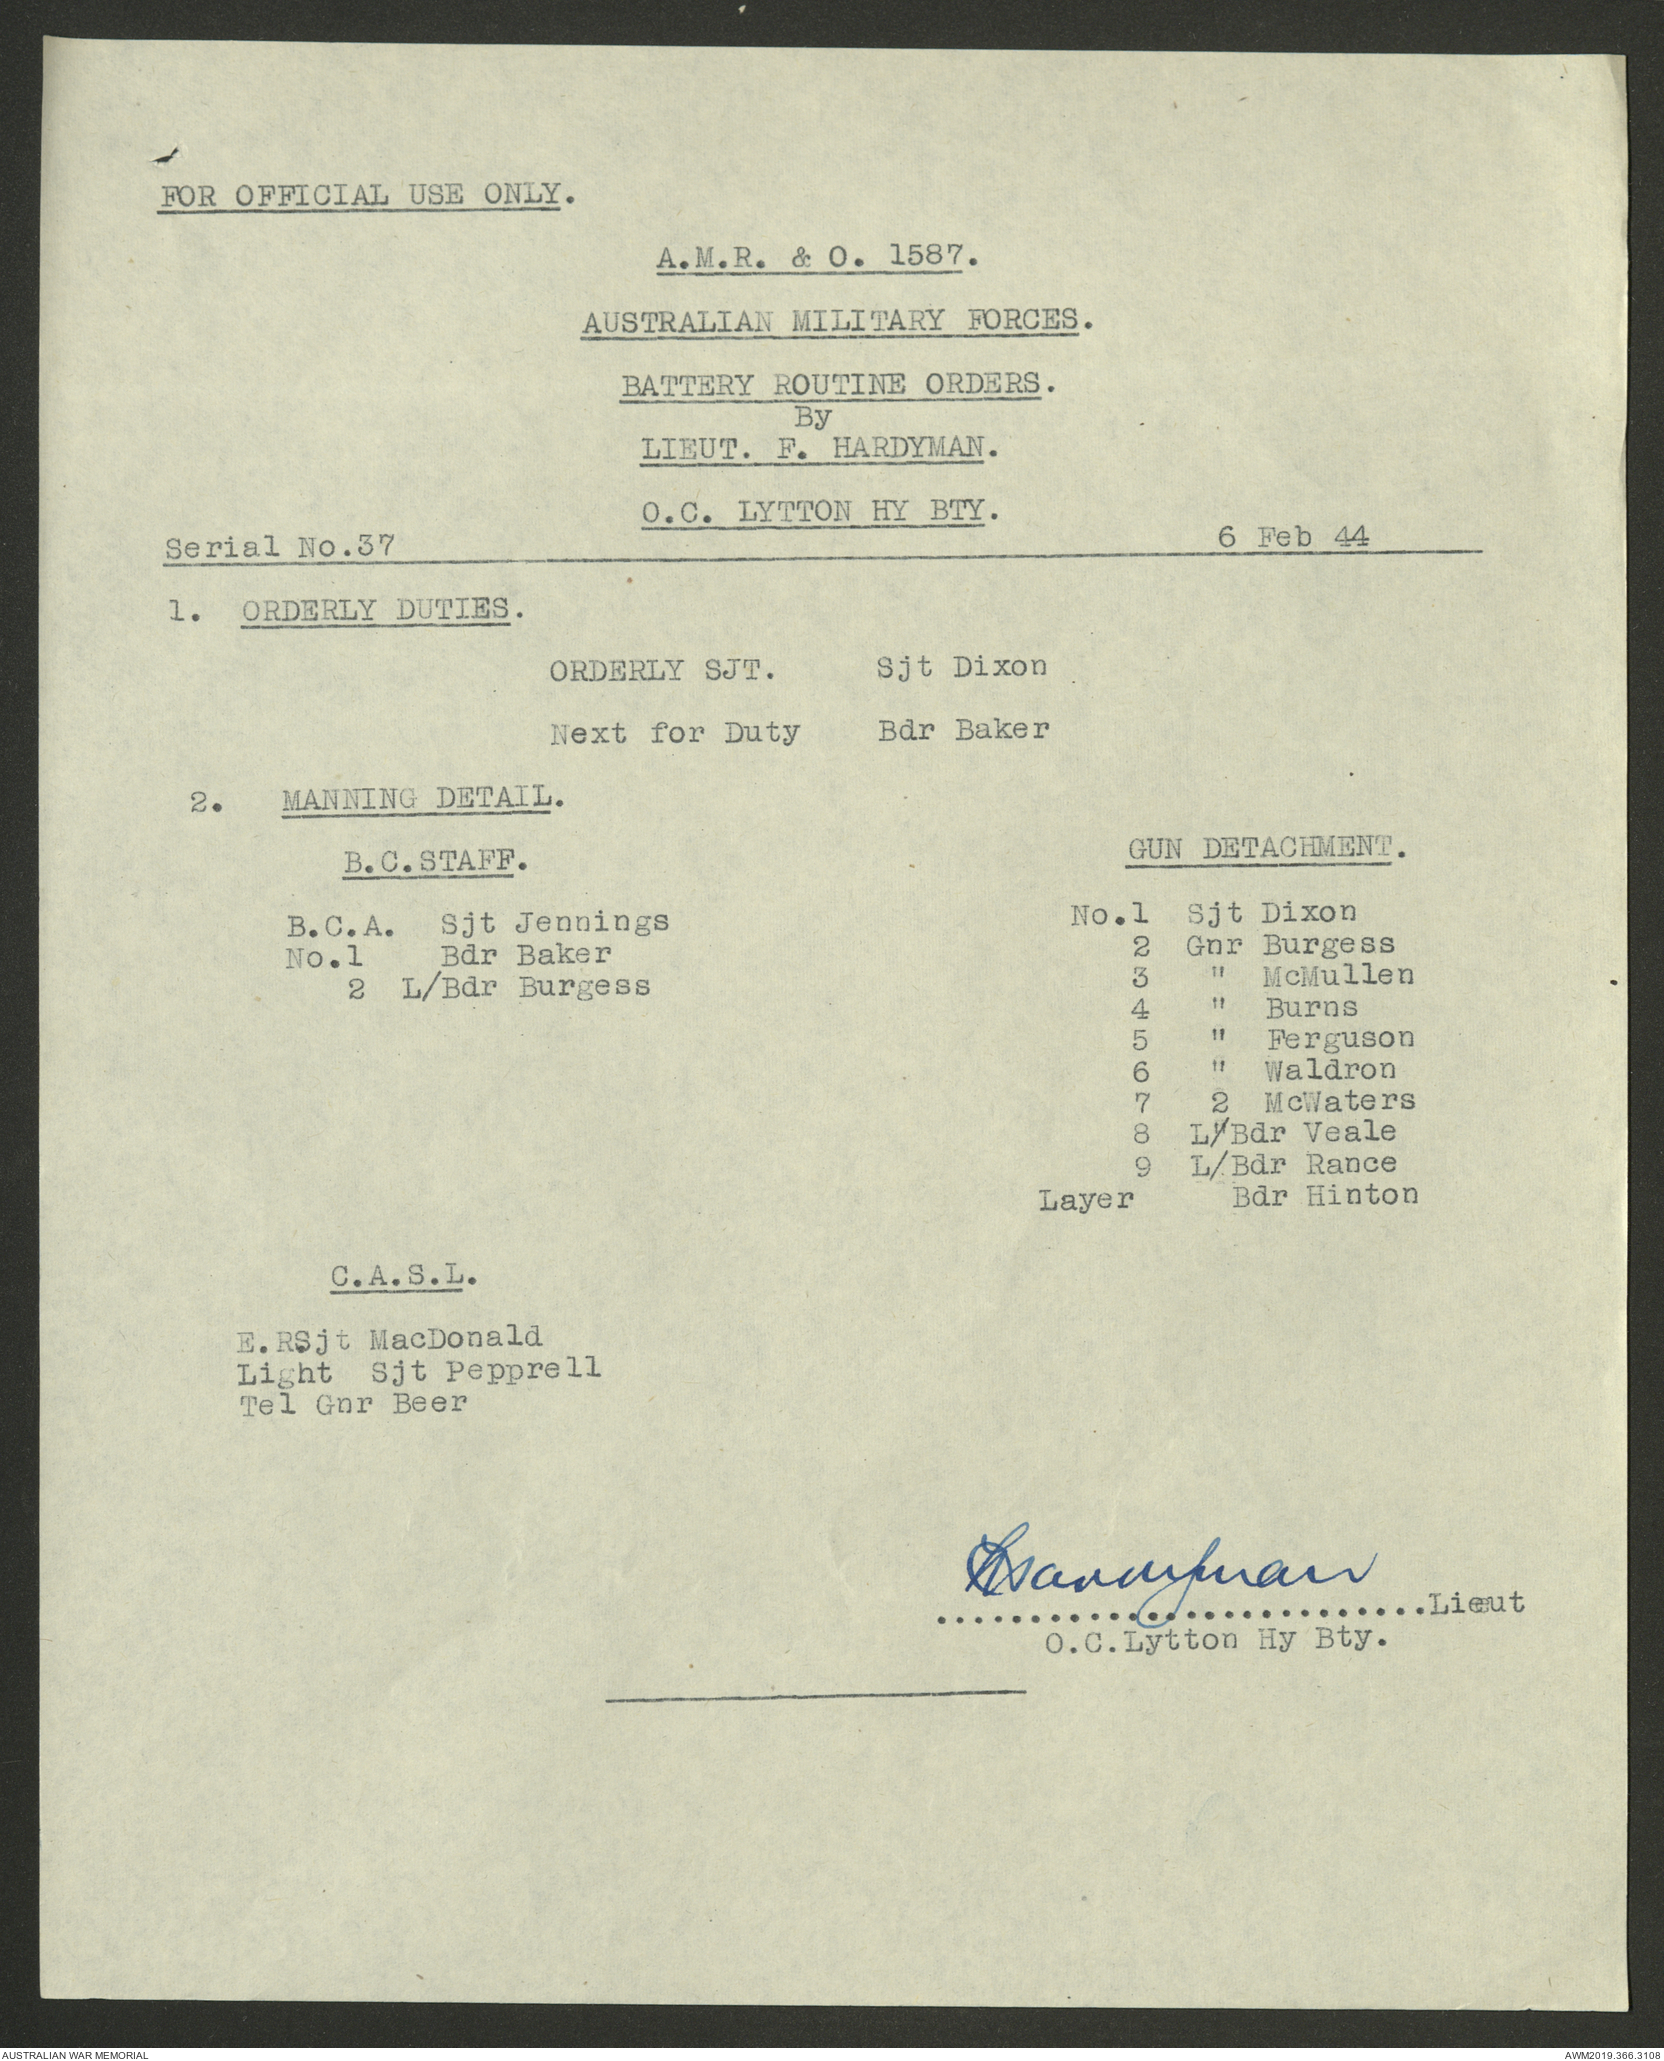 FOR OFFICIAL USE ONLY.
A.M.R. & O. 1587.
AUSTRALIAN MILITARY FORCES.
BATTERY ROUTINE ORDERS.
By
LIEUT. F. HARDYMAN.
O.C. LYTTON HY BTY.
Serial No.37 6 Feb 44
1. ORDERLY DUTIES.
ORDERLY SJT. Sjt Dixon
Next for Duty Bdr Baker
2. MANNING DETAIL.
B.C.STAFF.
B.C.A. Sjt Jennings
No.1 Bdr Baker
2 L/Bdr Burgess
GUN DETACHMENT.
No.1 Sjt Dixon
2 Gnr Burgess
3 " McMullen
4 " Burns
5 " Ferguson
6 " Waldron
7 2 McWaters
8 L/Bdr Veale
9 L/Bdr Rance
Layer Bdr Hinton
C.A.S.L.
E.R.Sjt MacDonald
Light Sjt Pepprell
Tel Gnr Beer
FHardyman
..........................Lieut
O.C.Lytton Hy Bty.
AUSTRALIAN WAR MEMORIAL AWM2019.366.3108